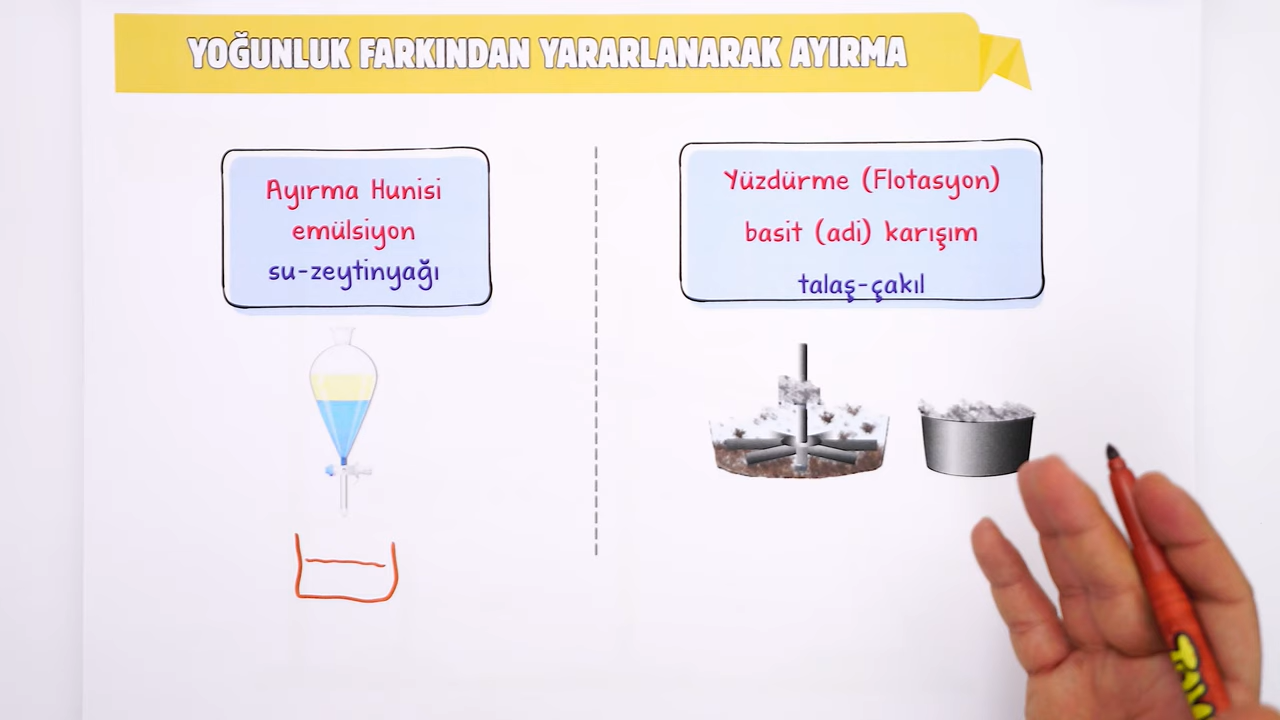 YOĞUNLUK FARKINDAN YARARLANARAK AYIRMA
Ayırma Hunisi
emülsiyon
su-zeytinyağı
Yüzdürme (Flotasyon)
basit (adi) karışım
talaş-çakıl